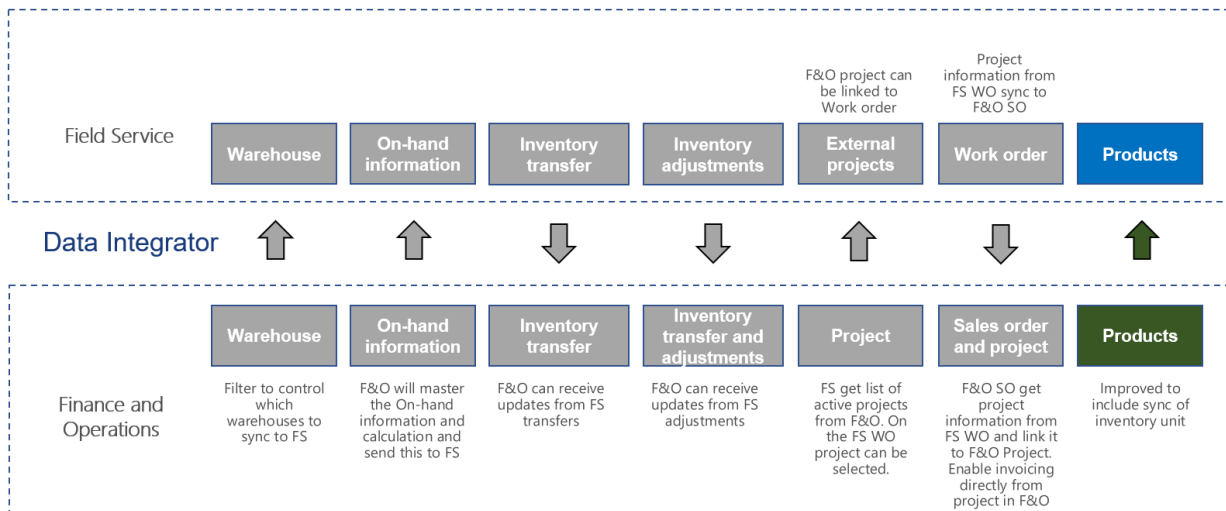 F&O project can
be linked to
Work order
Project
information from
FS WO sync to
F&O SO
Field Service
Warehouse
On-hand
information
Inventory
transfer
Inventory
adjustments
External
projects
Work order
Products
Data Integrator
Warehouse
On-hand
information
Inventory
transfer
Inventory
transfer and
adjustments
Project
Sales order
and project
Products
Finance and
Operations
Filter to control
which
warehouses to
sync to FS
F&O will master
the On-hand
information and
calculation and
send this to FS
F&O can receive
updates from FS
transfers
F&O can receive
updates from FS
adjustments
FS get list of
active projects
from F&O. On
the FS WO
project can be
selected.
F&O SO get
project
information from
FS WO and link it
to F&O Project.
Enable invoicing
directly from
project in F&O
Improved to
include sync of
inventory unit